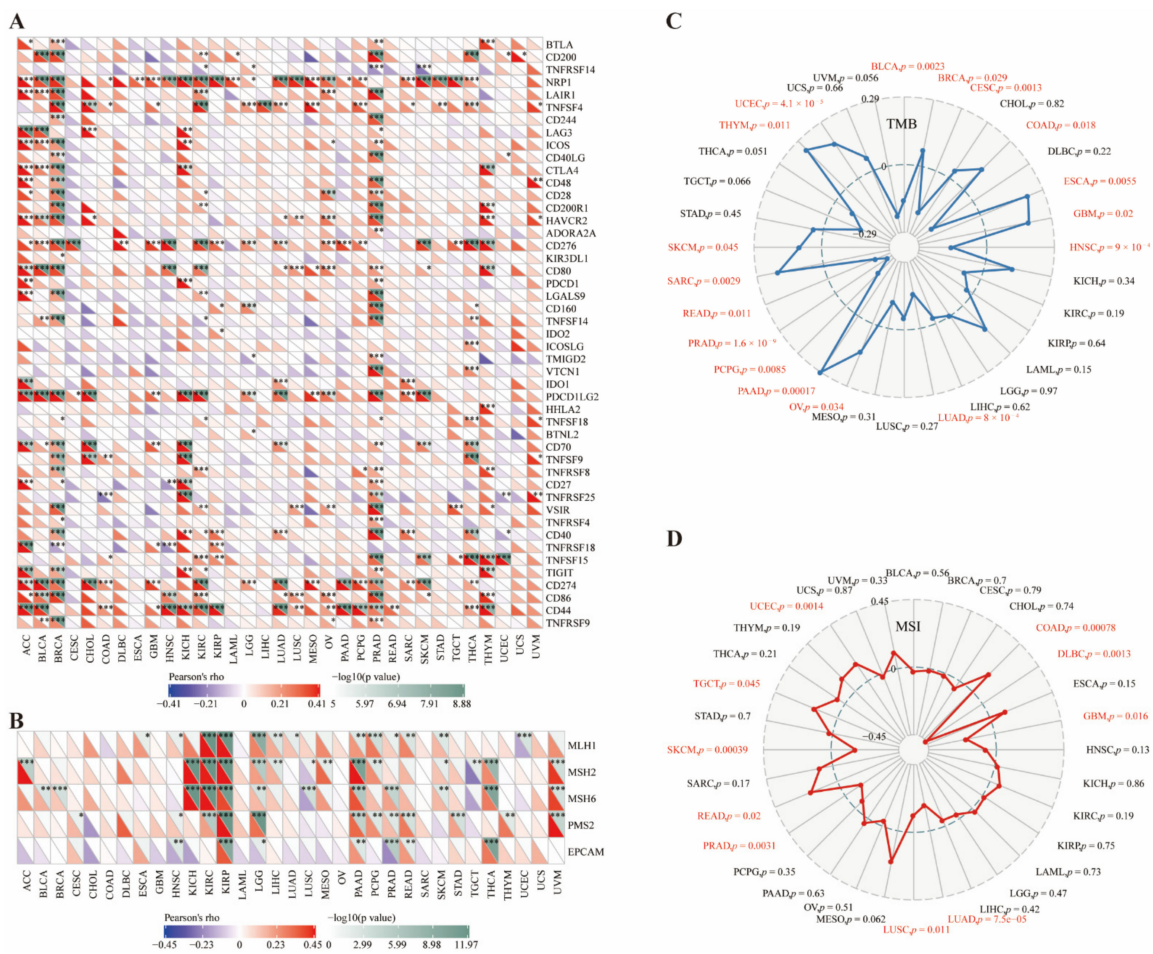 A
BTLA
CD200
TNFRSF14
NRP1
LAIR1
TNFSF4
CD244
LAG3
ICOS
CD40LG
CTLA4
CD48
CD28
CD200R1
HAVCR2
ADORA2A
CD276
KIR3DL1
CD80
PDCD1
LGALS9
CD160
TNFSF14
IDO2
ICOSLG
TMIGD2
VTCN1
IDO1
PDCD1LG2
HHLA2
TNFSF18
BTNL2
CD70
TNFSF9
TNFRSF8
CD27
TNFRSF25
VSIR
TNFRSF4
CD40
TNFRSF18
TNFSF15
TIGIT
CD274
CD86
CD44
TNFRSF9
ACC BLCA BRCA CESC CHOL COAD DLBC ESCA GBM HNSC KICH KIRC KIRP LAML LGG LIHC LUAD LUSC MESO OV PAAD PCPG PRAD READ SARC SKCM STAD TGCT THCA THYM UCEC UCS UVM
Pearson's rho
−0.41 −0.21 0 0.21 0.41
−log10(p value)
5 5.97 6.94 7.91 8.88
B
MLH1
MSH2
MSH6
PMS2
EPCAM
ACC BLCA BRCA CESC CHOL COAD DLBC ESCA GBM HNSC KICH KIRC KIRP LAML LGG LIHC LUAD LUSC MESO OV PAAD PCPG PRAD READ SARC SKCM STAD TGCT THCA THYM UCEC UCS UVM
Pearson's rho
−0.45 −0.23 0 0.23 0.45
−log10(p value)
0 2.99 5.99 8.98 11.97
C
TMB
0.29
0
−0.29
BLCA,p = 0.0023
BRCA,p = 0.029
CESC,p = 0.0013
CHOL,p = 0.82
COAD,p = 0.018
DLBC,p = 0.22
ESCA,p = 0.0055
GBM,p = 0.02
HNSC,p = 9 × 10
KICH,p = 0.34
KIRC,p = 0.19
KIRP,p = 0.64
LAML,p = 0.15
LGG,p = 0.97
LIHC,p = 0.62
LUAD,p = 8 × 10
LUSC,p = 0.27
MESO,p = 0.31
OV,p = 0.034
PAAD,p = 0.00017
PCPG,p = 0.0085
PRAD,p = 1.6 × 10
READ,p = 0.011
SARC,p = 0.0029
SKCM,p = 0.045
STAD,p = 0.45
TGCT,p = 0.066
THCA,p = 0.051
THYM,p = 0.011
UCEC,p = 4.1 × 10
UCS,p = 0.66
UVM,p = 0.056
D
MSI
0.45
0
−0.45
BLCA,p = 0.56
BRCA,p = 0.7
CESC,p = 0.79
CHOL,p = 0.74
COAD,p = 0.00078
DLBC,p = 0.0013
ESCA,p = 0.15
GBM,p = 0.016
HNSC,p = 0.13
KICH,p = 0.86
KIRC,p = 0.19
KIRP,p = 0.75
LAML,p = 0.73
LGG,p = 0.47
LIHC,p = 0.42
LUAD,p = 7.5e−05
LUSC,p = 0.011
MESO,p = 0.062
OV,p = 0.51
PAAD,p = 0.63
PCPG,p = 0.35
PRAD,p = 0.0031
READ,p = 0.02
SARC,p = 0.17
SKCM,p = 0.00039
STAD,p = 0.7
TGCT,p = 0.045
THCA,p = 0.21
THYM,p = 0.19
UCEC,p = 0.0014
UCS,p = 0.87
UVM,p = 0.33